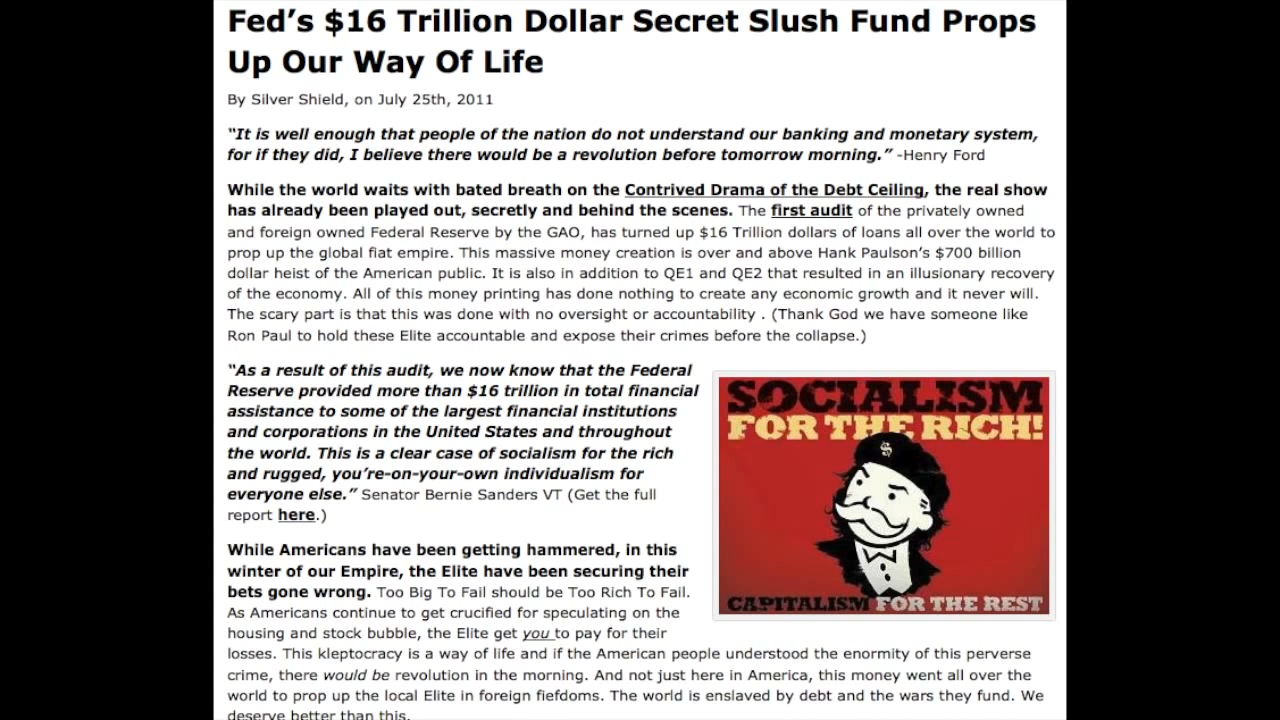 Fed’s $16 Trillion Dollar Secret Slush Fund Props
Up Our Way Of Life
By Silver Shield, on July 25th, 2011
“It is well enough that people of the nation do not understand our banking and monetary system,
for if they did, I believe there would be a revolution before tomorrow morning.” -Henry Ford
While the world waits with bated breath on the Contrived Drama of the Debt Ceiling, the real show
has already been played out, secretly and behind the scenes. The first audit of the privately owned
and foreign owned Federal Reserve by the GAO, has turned up $16 Trillion dollars of loans all over the world to
prop up the global fiat empire. This massive money creation is over and above Hank Paulson’s $700 billion
dollar heist of the American public. It is also in addition to QE1 and QE2 that resulted in an illusionary recovery
of the economy. All of this money printing has done nothing to create any economic growth and it never will.
The scary part is that this was done with no oversight or accountability . (Thank God we have someone like
Ron Paul to hold these Elite accountable and expose their crimes before the collapse.)
“As a result of this audit, we now know that the Federal
Reserve provided more than $16 trillion in total financial
assistance to some of the largest financial institutions
and corporations in the United States and throughout
the world. This is a clear case of socialism for the rich
and rugged, you’re-on-your-own individualism for
everyone else.” Senator Bernie Sanders VT (Get the full
report here.)
SOCIALISM
FOR THE RICH!
$
CAPITALISM FOR THE REST
While Americans have been getting hammered, in this
winter of our Empire, the Elite have been securing their
bets gone wrong. Too Big To Fail should be Too Rich To Fail.
As Americans continue to get crucified for speculating on the
housing and stock bubble, the Elite get you to pay for their
losses. This kleptocracy is a way of life and if the American people understood the enormity of this perverse
crime, there would be revolution in the morning. And not just here in America, this money went all over the
world to prop up the local Elite in foreign fiefdoms. The world is enslaved by debt and the wars they fund. We
deserve better than this.